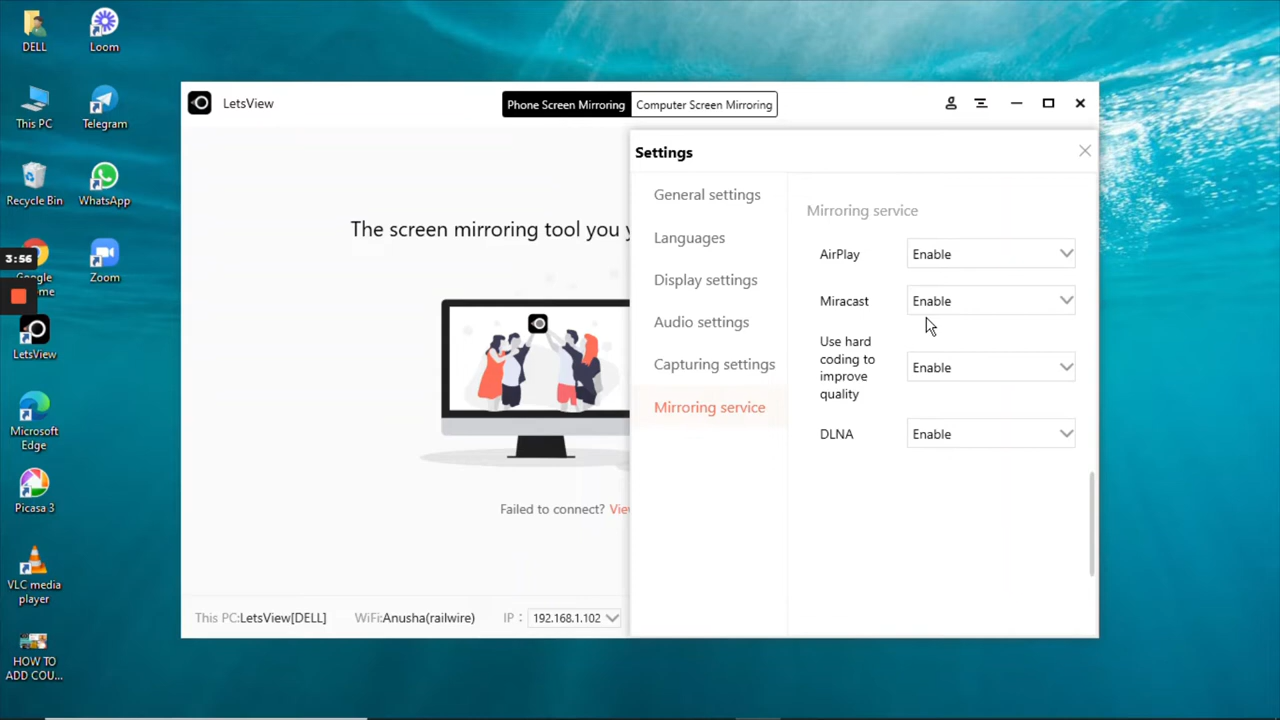 DELL
Loom
This PC
Telegram
Recycle Bin
WhatsApp
3:56
Google
me
Zoom
LetsView
Microsoft
Edge
Picasa 3
VLC media
player
HOW TO
ADD COU...
LetsView
Phone Screen Mirroring
Computer Screen Mirroring
The screen mirroring tool you
Failed to connect? View
This PC:LetsView[DELL]
WiFi:Anusha(railwire)
IP :
192.168.1.102
Settings
General settings
Languages
Display settings
Audio settings
Capturing settings
Mirroring service
Mirroring service
AirPlay
Enable
Miracast
Enable
Use hard
coding to
improve
quality
Enable
DLNA
Enable